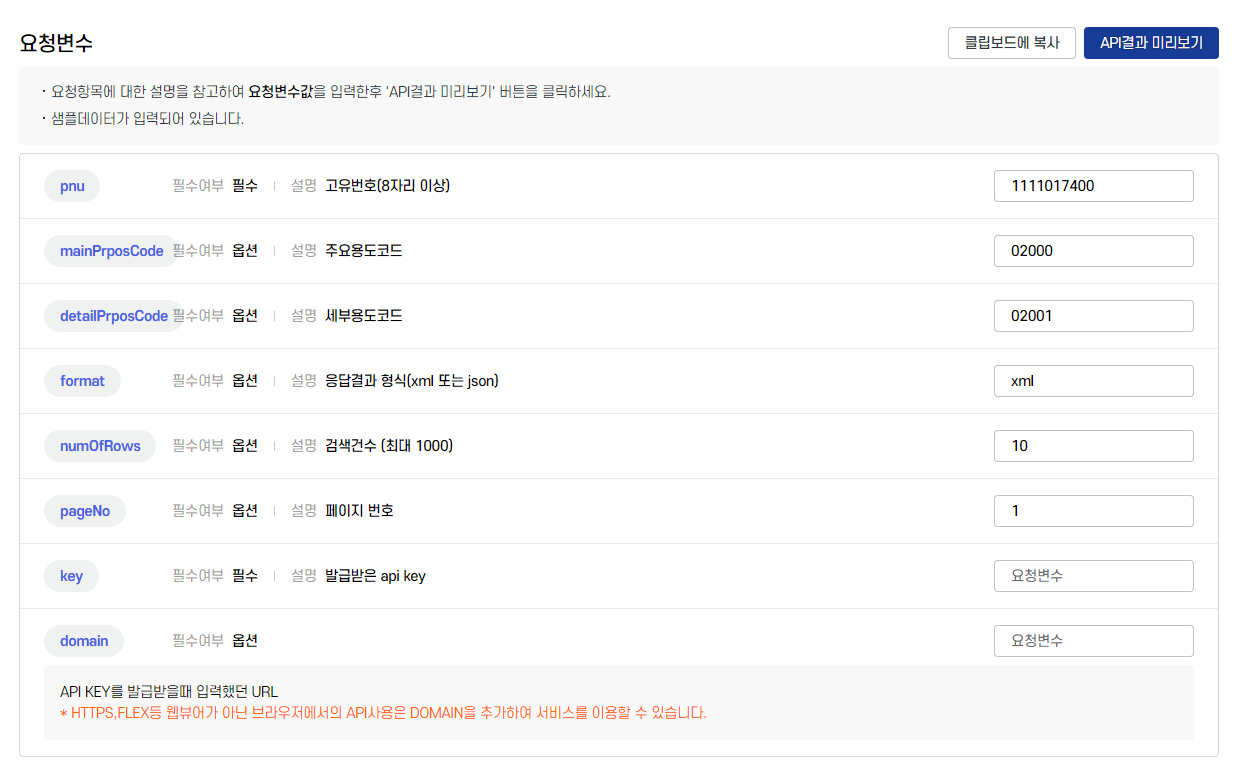 요청변수
클립보드에 복사
API결과 미리보기
· 요청항목에 대한 설명을 참고하여 요청변수값을 입력한후 'API결과 미리보기' 버튼을 클릭하세요.
· 샘플데이터가 입력되어 있습니다.
pnu 필수여부 필수 설명 고유번호(8자리 이상) 1111017400
mainPrposCode 필수여부 옵션 설명 주요용도코드 02000
detailPrposCode 필수여부 옵션 설명 세부용도코드 02001
format 필수여부 옵션 설명 응답결과 형식(xml 또는 json) xml
numOfRows 필수여부 옵션 설명 검색건수 (최대 1000) 10
pageNo 필수여부 옵션 설명 페이지 번호 1
key 필수여부 필수 설명 발급받은 api key 요청변수
domain 필수여부 옵션 요청변수
API KEY를 발급받을때 입력했던 URL
* HTTPS,FLEX등 웹뷰어가 아닌 브라우저에서의 API사용은 DOMAIN을 추가하여 서비스를 이용할 수 있습니다.